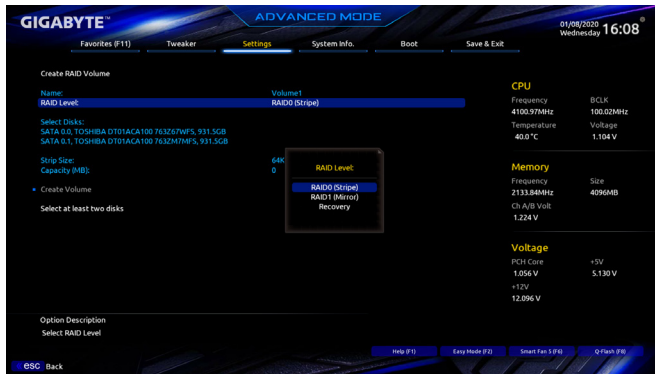 GIGABYTE™
ADVANCED MODE
01/08/2020
Wednesday 16:08
Favorites (F11) Tweaker Settings System Info. Boot Save & Exit
Create RAID Volume
Name: Volume1
RAID Level: RAID0 (Stripe)
Select Disks:
SATA 0.0, TOSHIBA DT01ACA100 763Z67WFS, 931.5GB
SATA 0.1, TOSHIBA DT01ACA100 763ZM7MFS, 931.5GB
Strip Size: 64K
Capacity (MB): 0
Create Volume
Select at least two disks
RAID Level:
RAID0 (Stripe)
RAID1 (Mirror)
Recovery
CPU
Frequency BCLK
4100.97MHz 100.02MHz
Temperature Voltage
40.0 °C 1.104 V
Memory
Frequency Size
2133.84MHz 4096MB
Ch A/B Volt
1.224 V
Voltage
PCH Core +5V
1.056 V 5.130 V
+12V
12.096 V
Option Description
Select RAID Level
Help (F1) Easy Mode (F2) Smart Fan 5 (F6) Q-Flash (F8)
esc Back